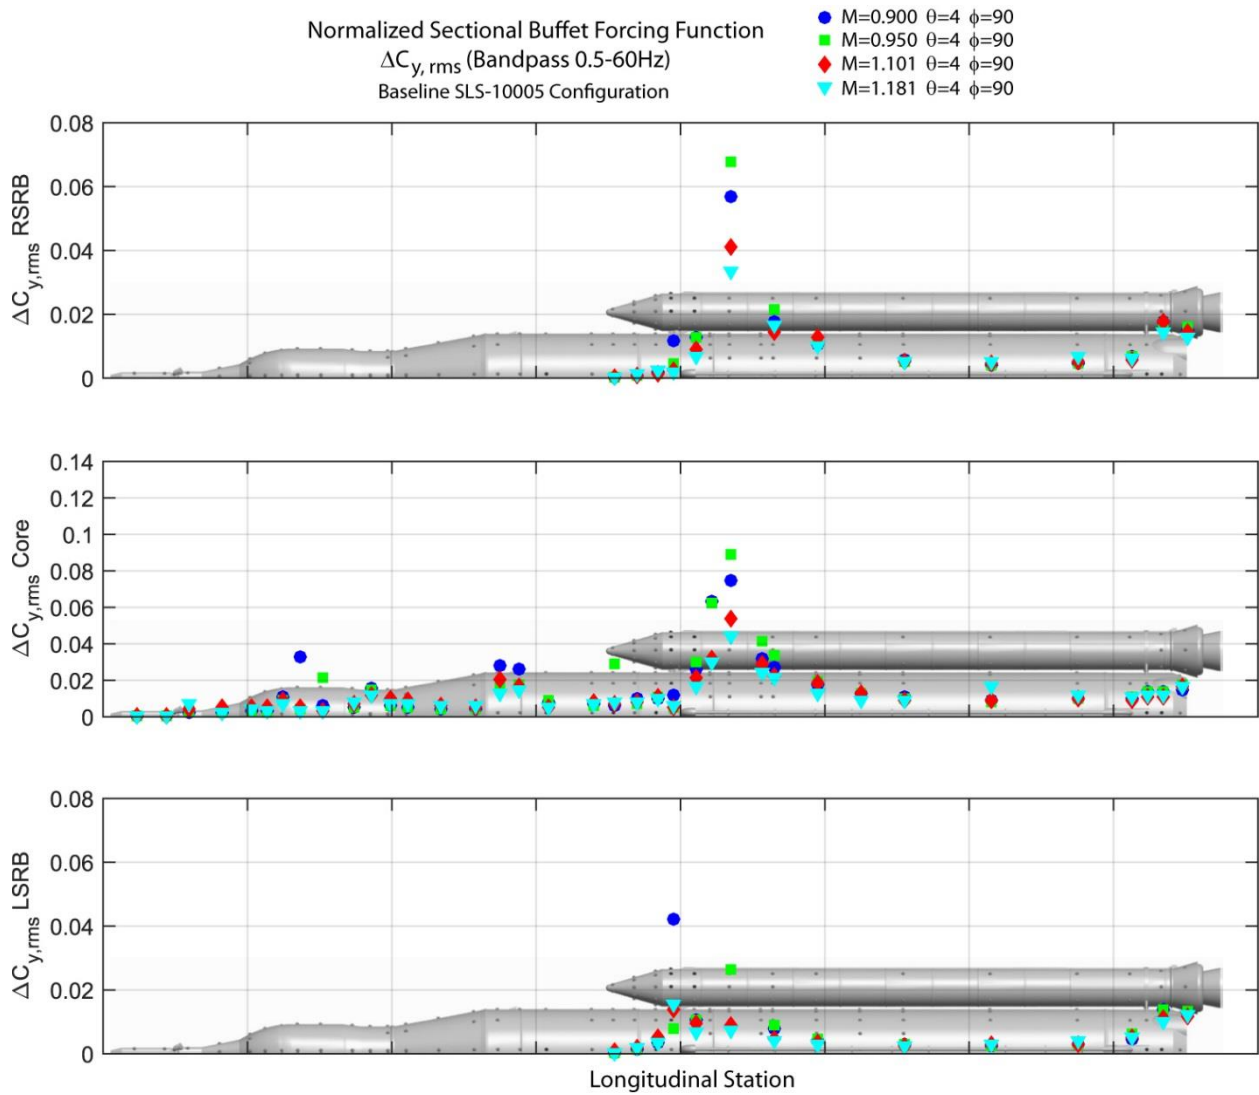 Normalized Sectional Buffet Forcing Function
ΔCy, rms (Bandpass 0.5-60Hz)
Baseline SLS-10005 Configuration
M=0.900 θ=4 ϕ=90
M=0.950 θ=4 ϕ=90
M=1.101 θ=4 ϕ=90
M=1.181 θ=4 ϕ=90
ΔCy,rms RSRB
0.08
0.06
0.04
0.02
0
ΔCy,rms Core
0.14
0.12
0.1
0.08
0.06
0.04
0.02
0
ΔCy,rms LSRB
0.08
0.06
0.04
0.02
0
Longitudinal Station